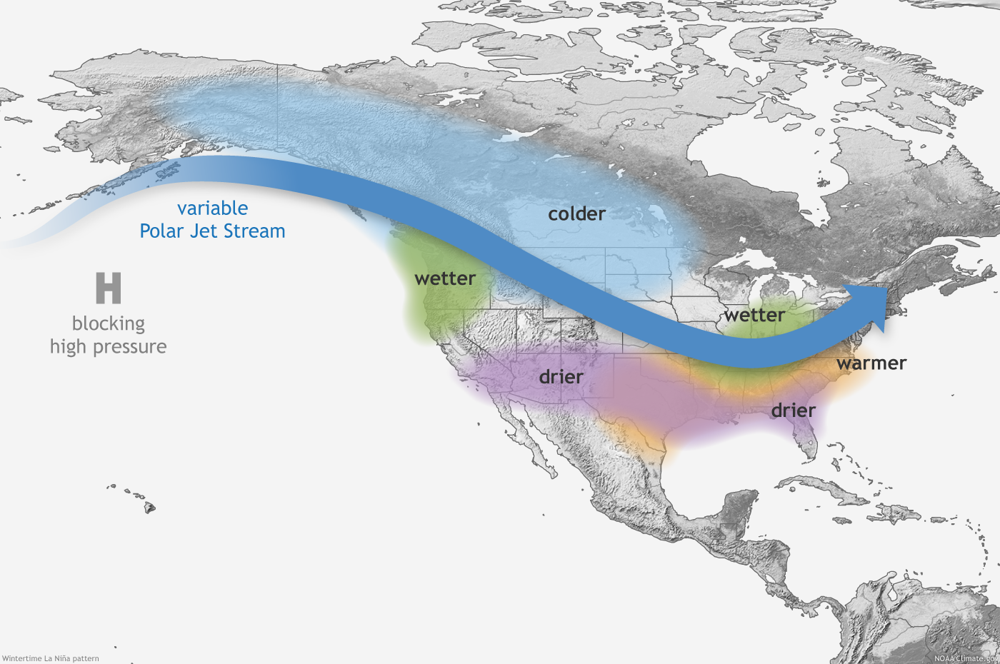 colder
variable
Polar Jet Stream
wetter
H
blocking
high pressure
wetter
warmer
drier
drier
Wintertime La Niña pattern
NOAA Climate.gov